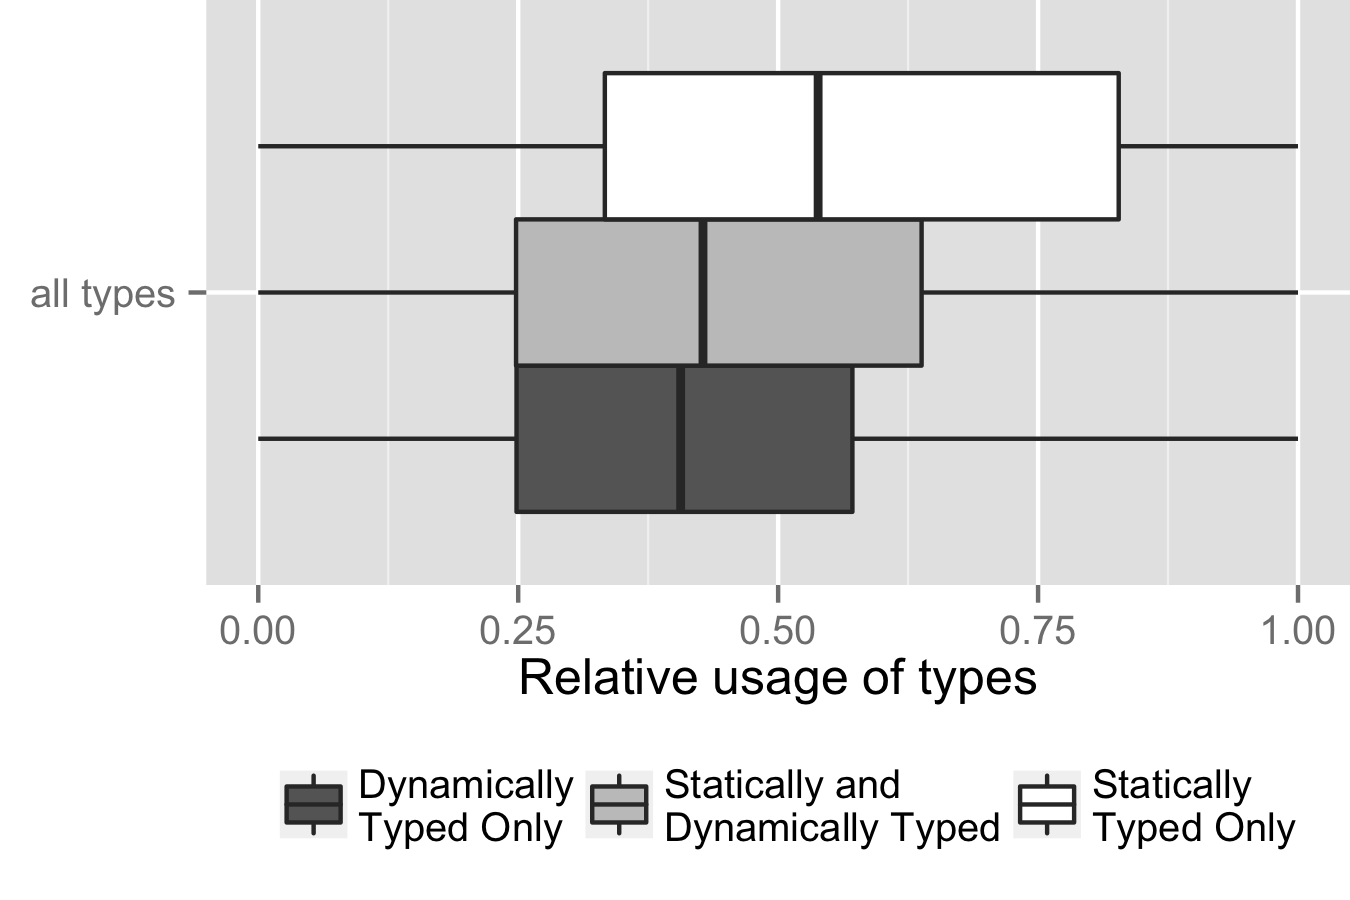 all types
0.00 0.25 0.50 0.75 1.00
Relative usage of types
Dynamically Typed Only
Statically and Dynamically Typed
Statically Typed Only